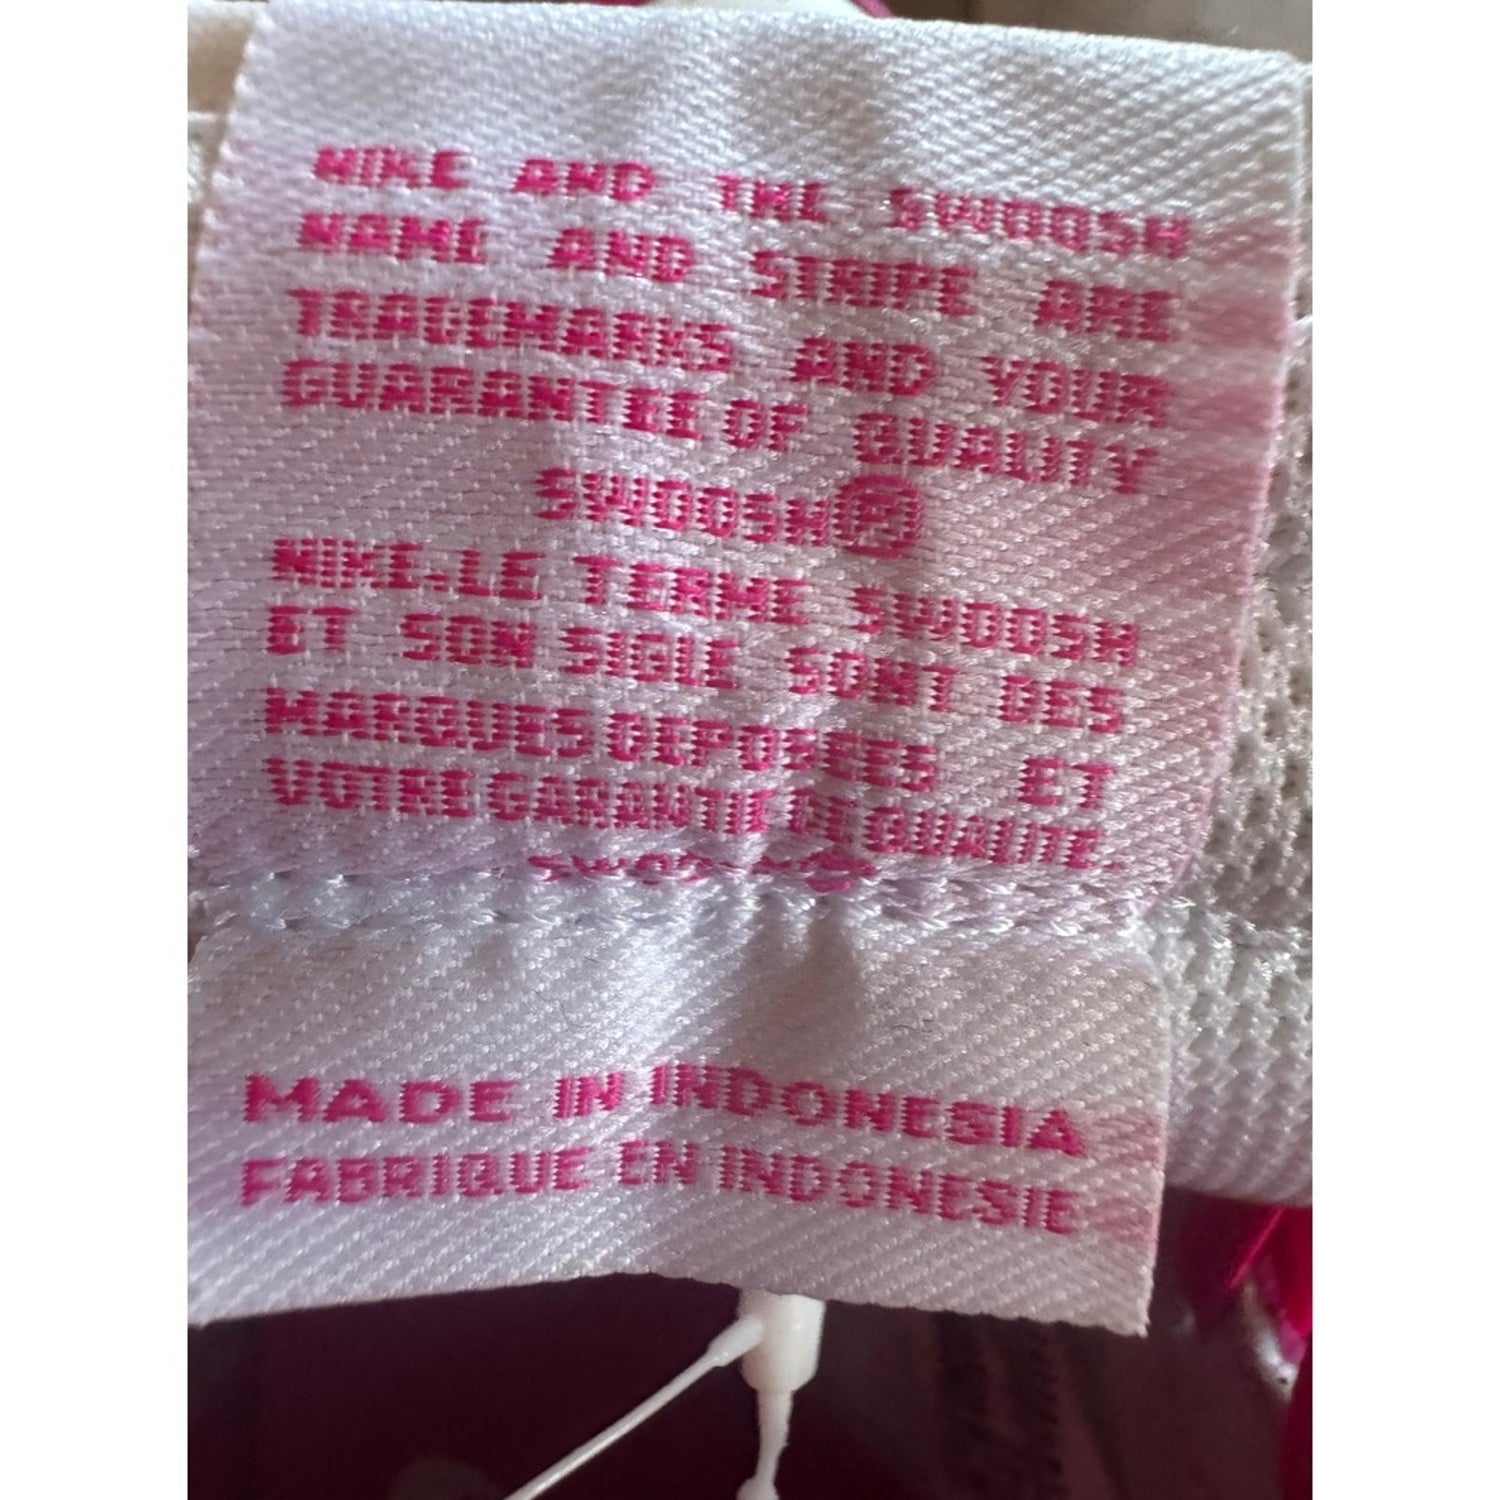 NIKE AND THE SWOOSH
NAME AND STRIPE ARE
TRADEMARKS AND YOUR
GUARANTEE OF QUALITY
SWOOSH®
NIKE.LE TERME SWOOSH
ET SON SIGLE SONT DES
MARQUES DEPOSEES ET
VOTRE GARANTIE DE QUALITE.
SWOOSH®
MADE IN INDONESIA
FABRIQUE EN INDONESIE